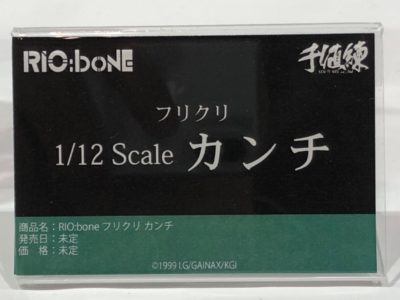 RIO:bone
千値練
フリクリ
1/12 Scale カンチ
商品名：RIO:bone フリクリ カンチ
発売日：未定
価　格：未定
©1999 I.G/GAINAX/KGI